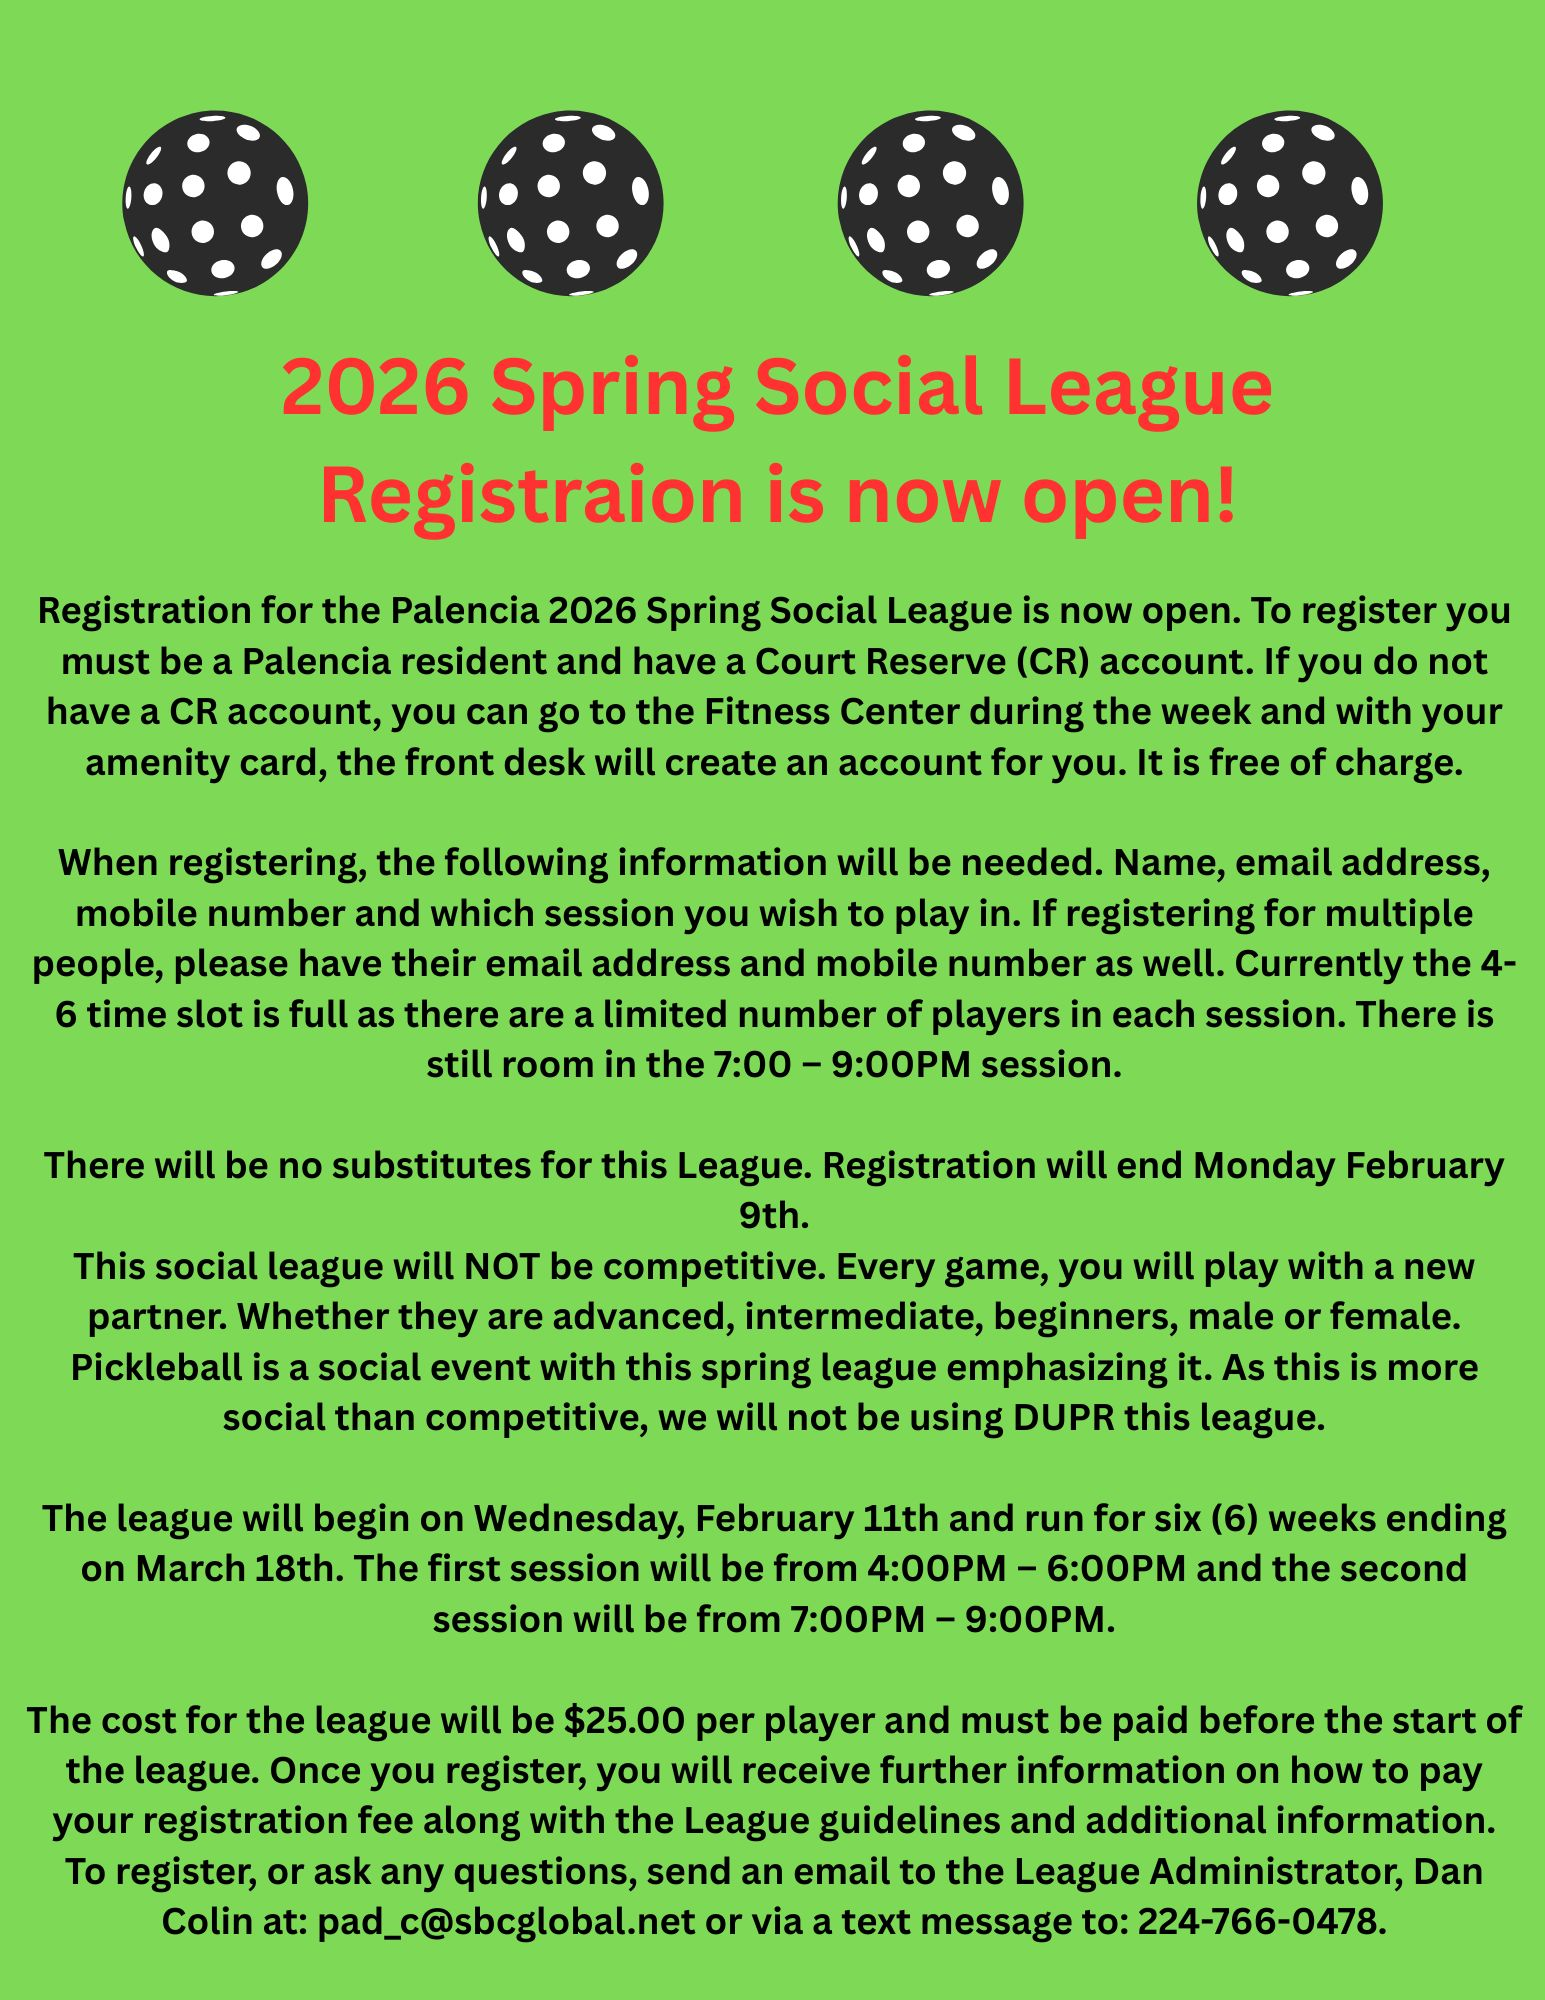 2026 Spring Social League
Registraion is now open!
Registration for the Palencia 2026 Spring Social League is now open. To register you
must be a Palencia resident and have a Court Reserve (CR) account. If you do not
have a CR account, you can go to the Fitness Center during the week and with your
amenity card, the front desk will create an account for you. It is free of charge.
When registering, the following information will be needed. Name, email address,
mobile number and which session you wish to play in. If registering for multiple
people, please have their email address and mobile number as well. Currently the 4-
6 time slot is full as there are a limited number of players in each session. There is
still room in the 7:00 – 9:00PM session.
There will be no substitutes for this League. Registration will end Monday February
9th.
This social league will NOT be competitive. Every game, you will play with a new
partner. Whether they are advanced, intermediate, beginners, male or female.
Pickleball is a social event with this spring league emphasizing it. As this is more
social than competitive, we will not be using DUPR this league.
The league will begin on Wednesday, February 11th and run for six (6) weeks ending
on March 18th. The first session will be from 4:00PM – 6:00PM and the second
session will be from 7:00PM – 9:00PM.
The cost for the league will be $25.00 per player and must be paid before the start of
the league. Once you register, you will receive further information on how to pay
your registration fee along with the League guidelines and additional information.
To register, or ask any questions, send an email to the League Administrator, Dan
Colin at: pad_c@sbcglobal.net or via a text message to: 224-766-0478.